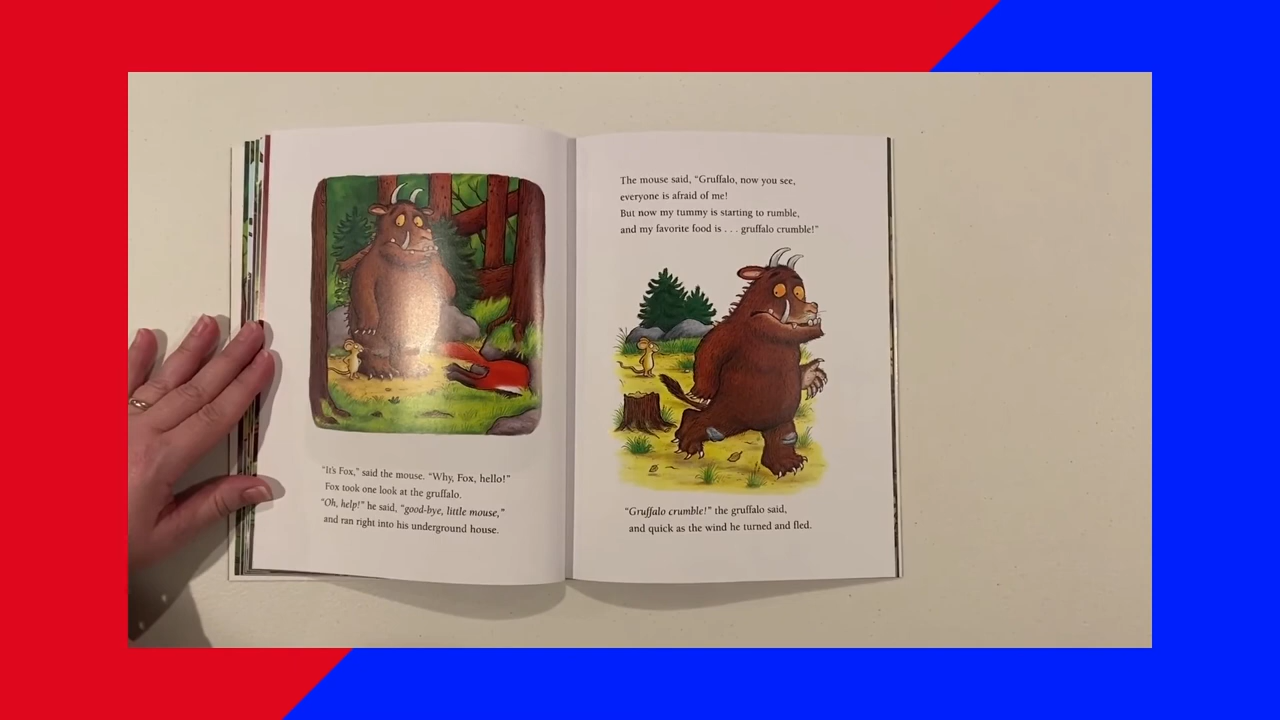 "It's Fox," said the mouse. "Why, Fox, hello!"
Fox took one look at the gruffalo.
"Oh, help!" he said, "good-bye, little mouse,"
and ran right into his underground house.
The mouse said, "Gruffalo, now you see,
everyone is afraid of me!
But now my tummy is starting to rumble,
and my favorite food is . . . gruffalo crumble!"
"Gruffalo crumble!" the gruffalo said,
and quick as the wind he turned and fled.